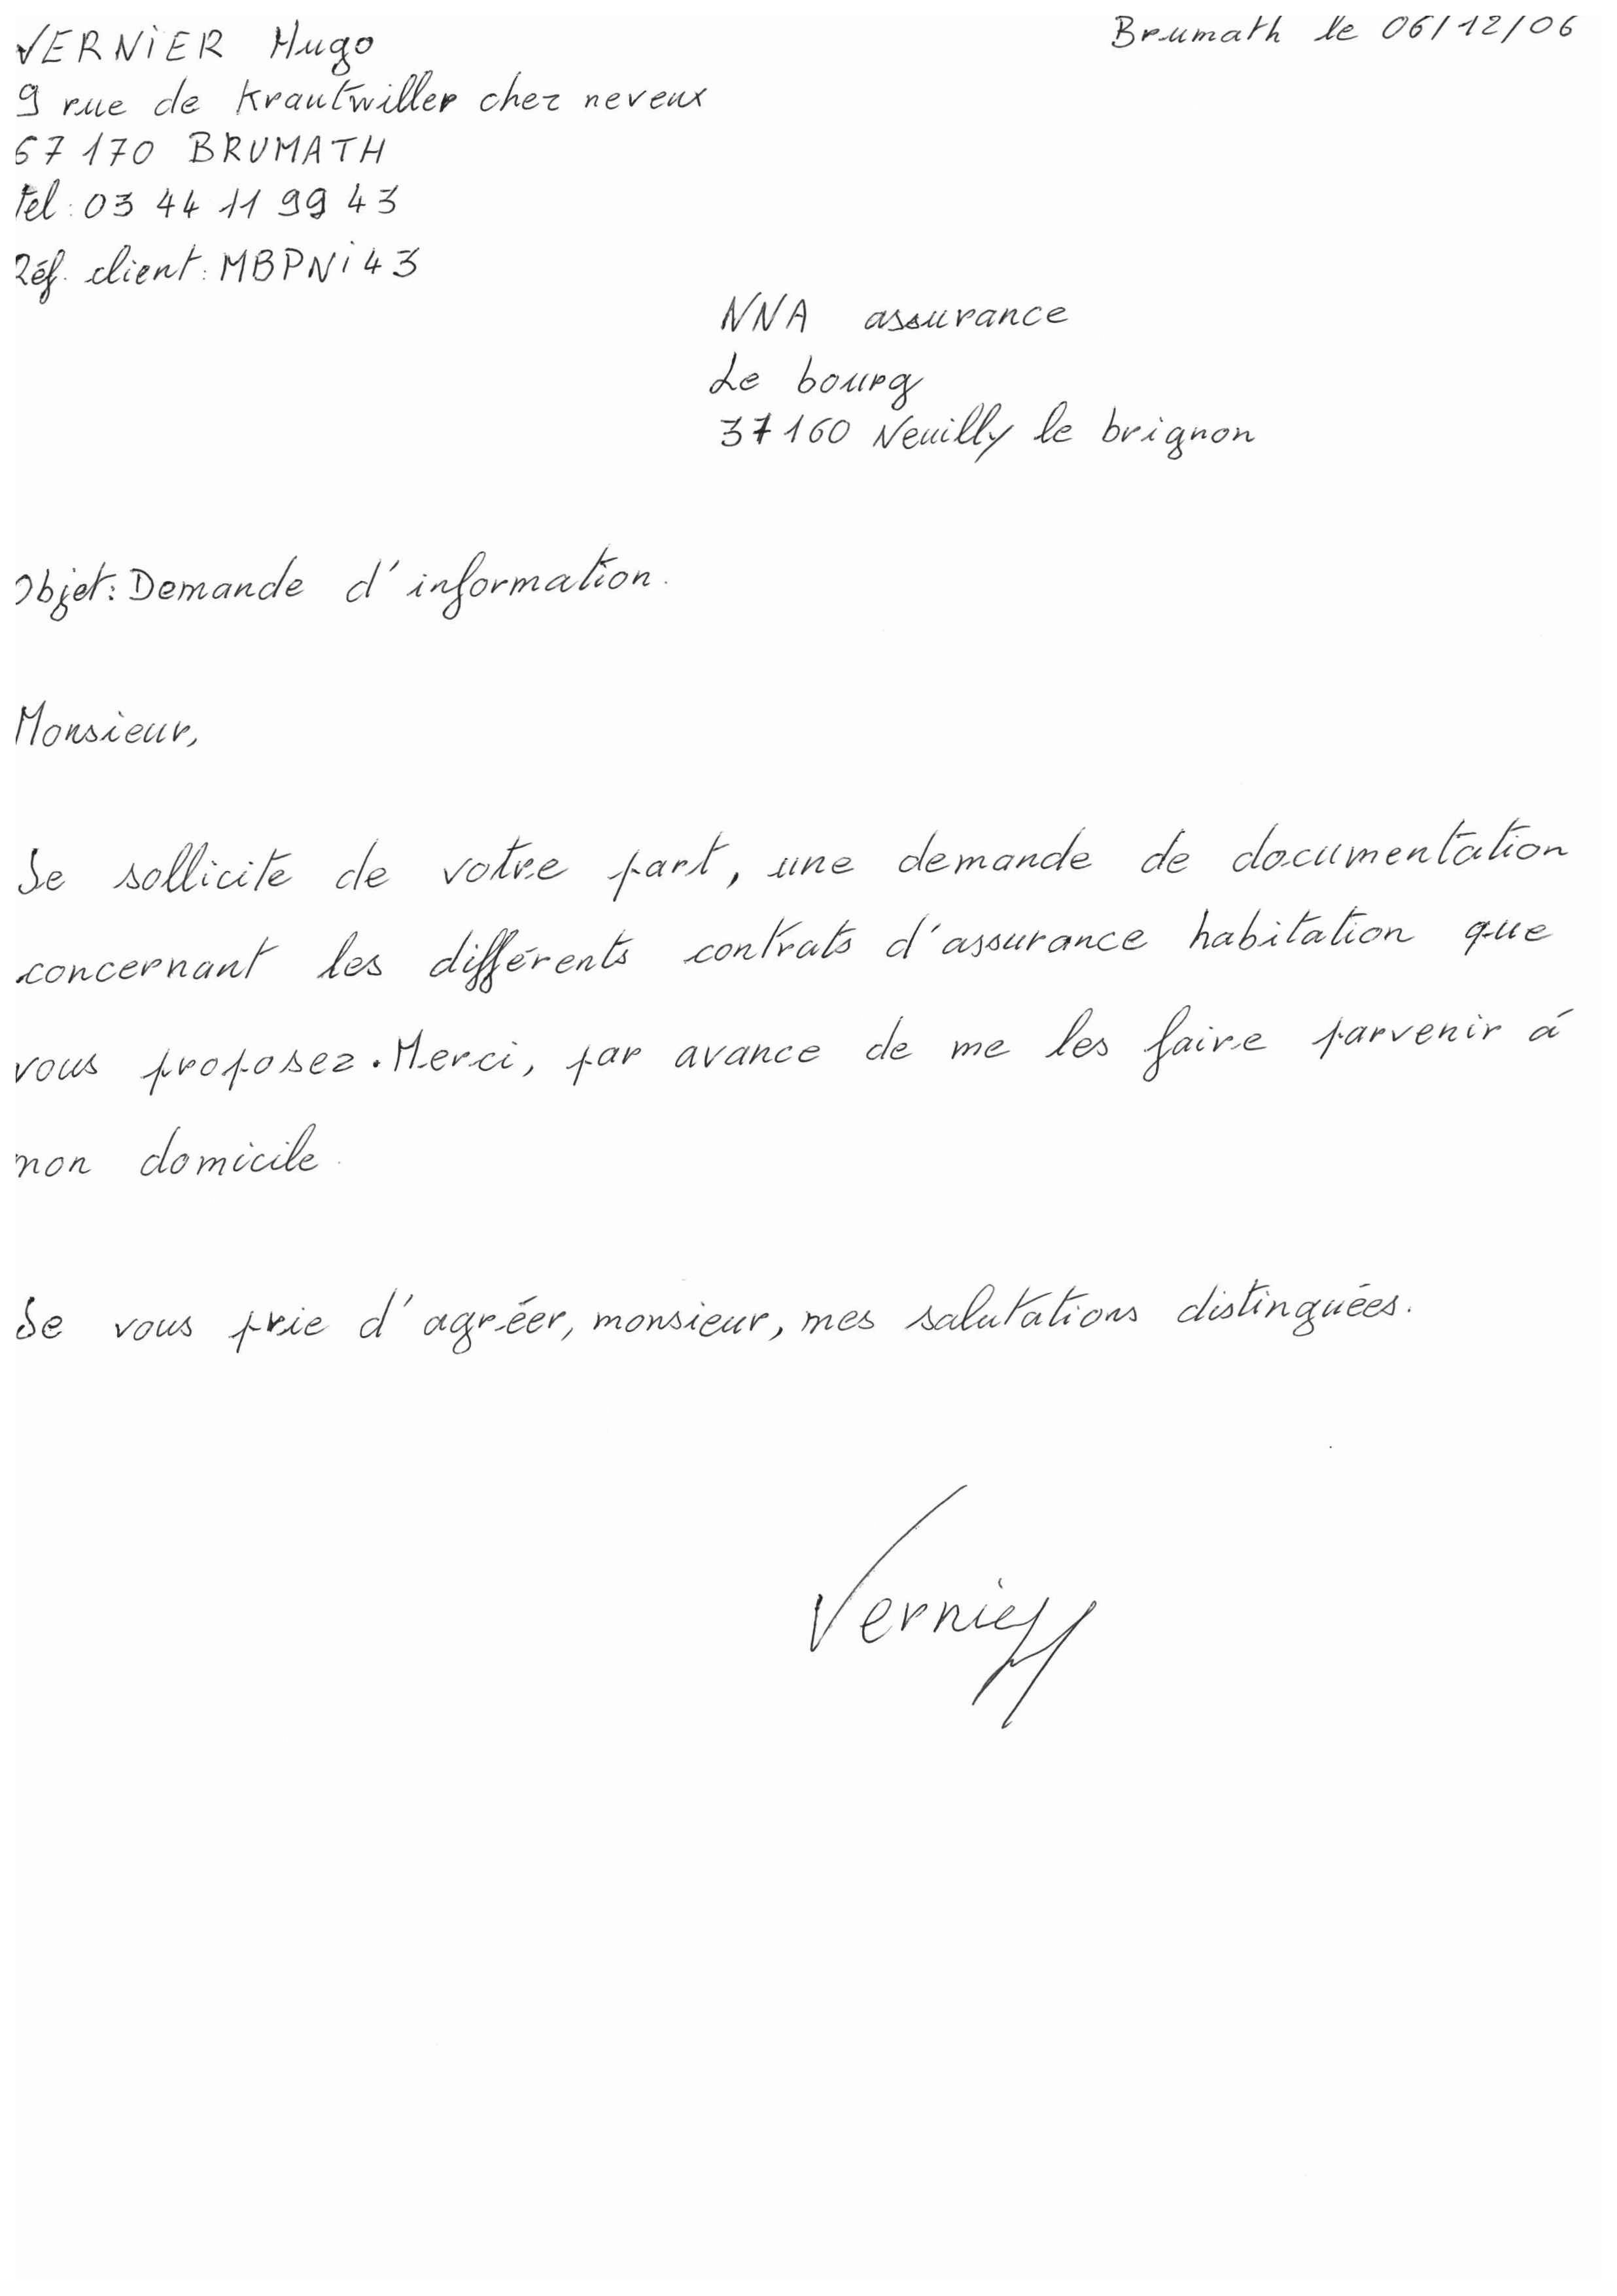 VERNIER Hugo
Brumath le 06/12/06
9 rue de Krautwiller chez neveux
67170 BRUMATH
tel: 03 44 11 99 43
Réf. client: MBPNi43
NNA assurance
Le bourg
37160 Neuilly le brignon
Objet: Demande d'information.
Monsieur,
Je sollicite de votre part, une demande de documentation
concernant les différents contrats d'assurance habitation que
vous proposez. Merci, par avance de me les faire parvenir à
mon domicile.
Je vous prie d'agréer, monsieur, mes salutations distinguées.
Vernier